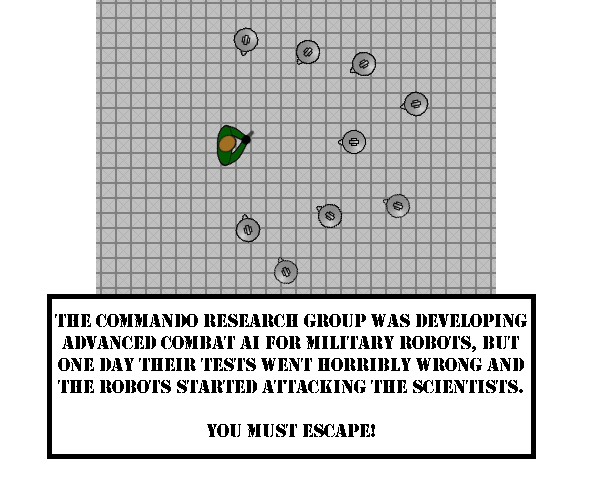 THE COMMANDO RESEARCH GROUP WAS DEVELOPING
ADVANCED COMBAT AI FOR MILITARY ROBOTS, BUT
ONE DAY THEIR TESTS WENT HORRIBLY WRONG AND
THE ROBOTS STARTED ATTACKING THE SCIENTISTS.
YOU MUST ESCAPE!